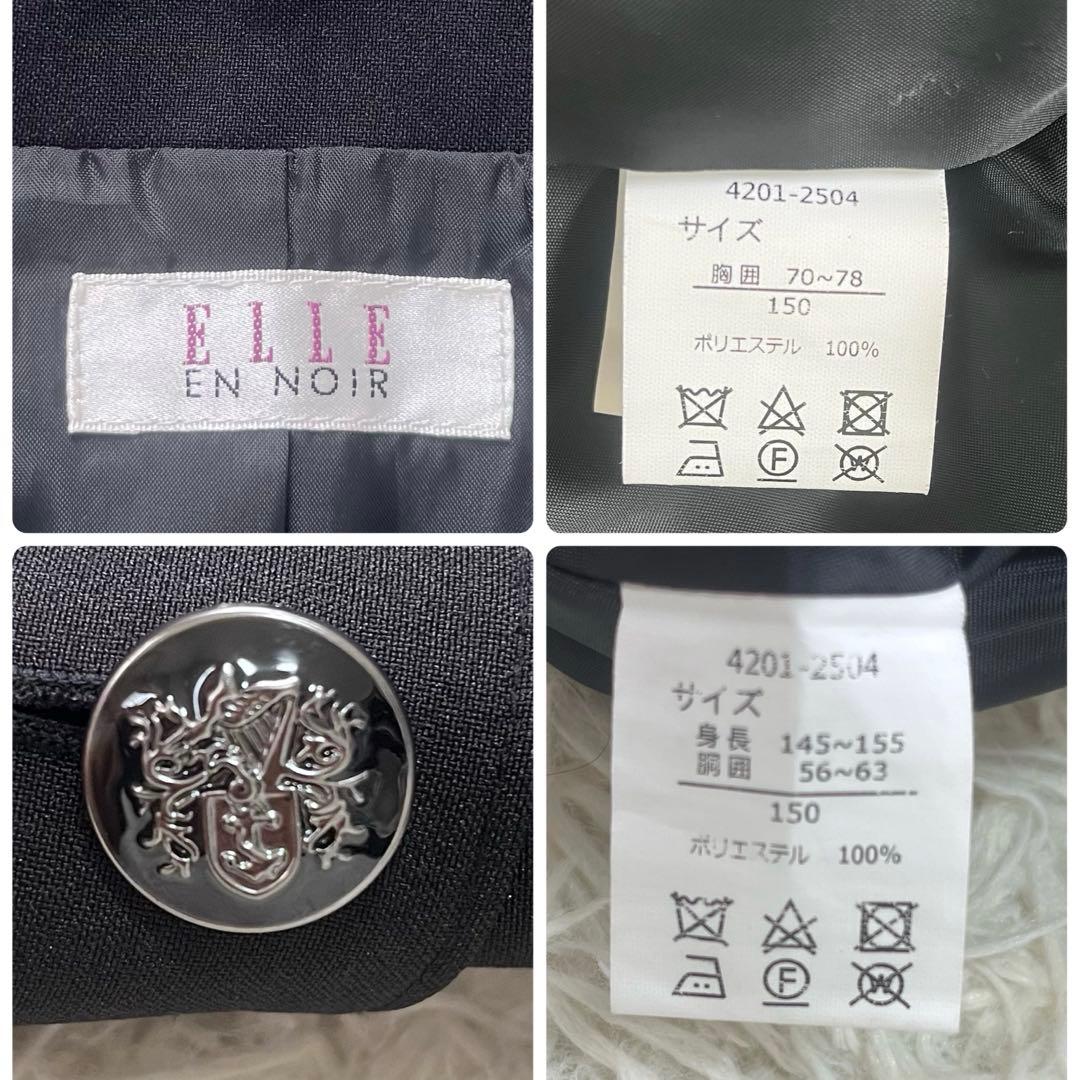 ELLE
EN NOIR
4201-2504
サイズ
胸囲 70~78
150
ポリエステル 100%
F
W
4201-2504
サイズ
身長 145~155
胴囲 56~63
150
ポリエステル 100%
F
W